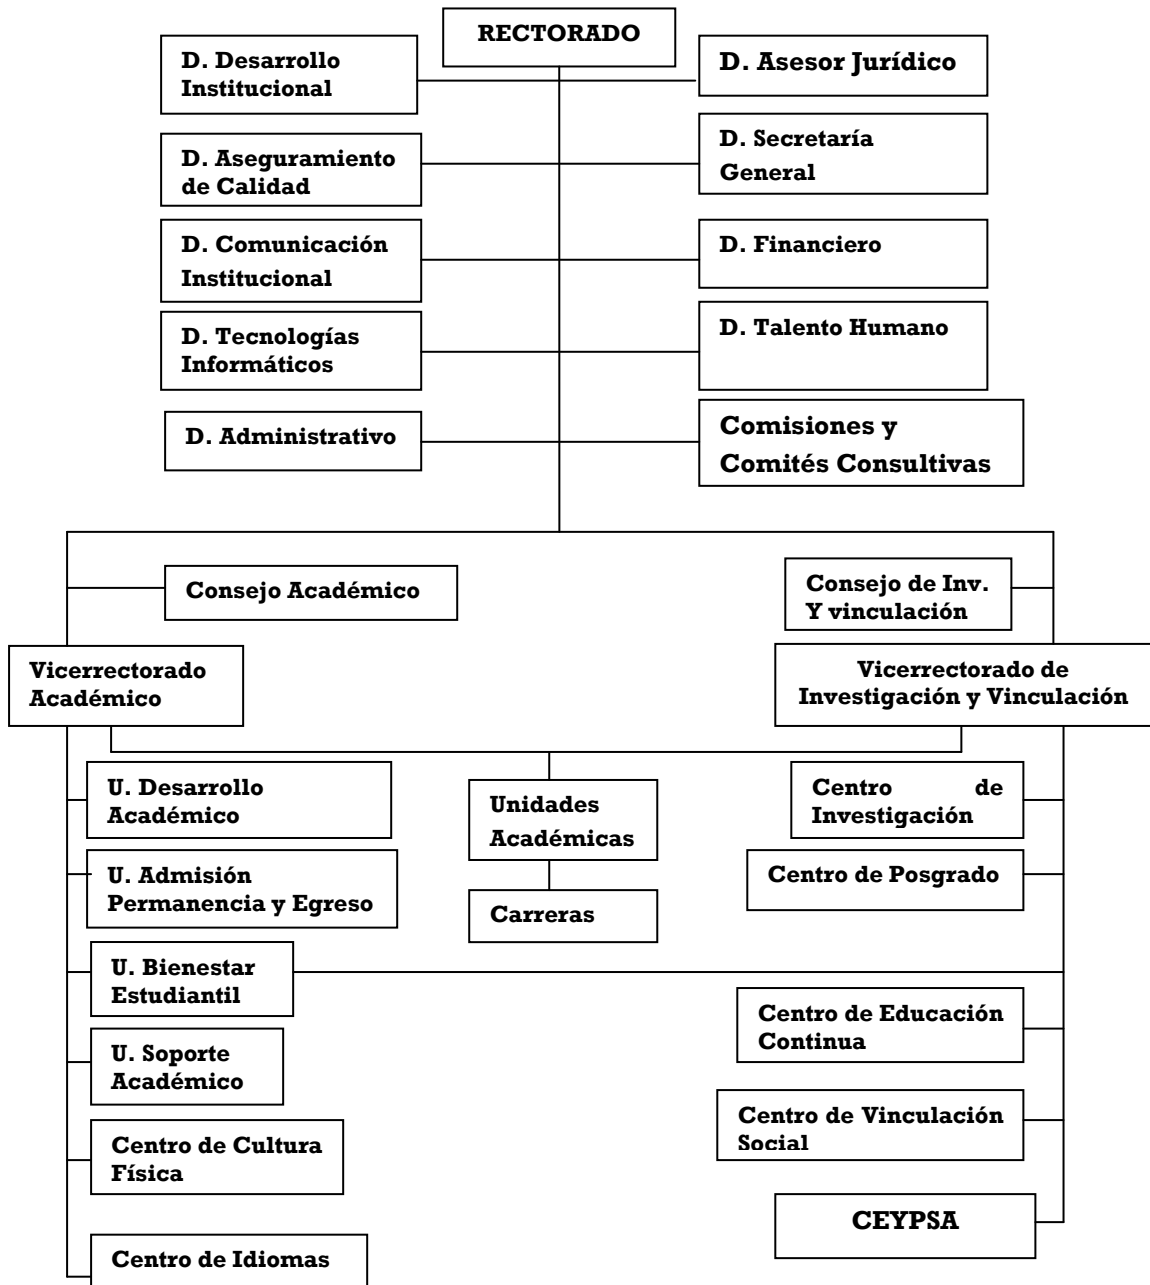 RECTORADO
D. Desarrollo
Institucional
D. Asesor Jurídico
D. Aseguramiento
de Calidad
D. Secretaría
General
D. Comunicación
Institucional
D. Financiero
D. Tecnologías
Informáticos
D. Talento Humano
D. Administrativo
Comisiones y
Comités Consultivas
Consejo Académico
Consejo de Inv.
Y vinculación
Vicerrectorado
Académico
Vicerrectorado de
Investigación y Vinculación
U. Desarrollo
Académico
Unidades
Académicas
Centro de
Investigación
U. Admisión
Permanencia y Egreso
Carreras
Centro de Posgrado
U. Bienestar
Estudiantil
Centro de Educación
Continua
U. Soporte
Académico
Centro de Vinculación
Social
Centro de Cultura
Física
CEYPSA
Centro de Idiomas